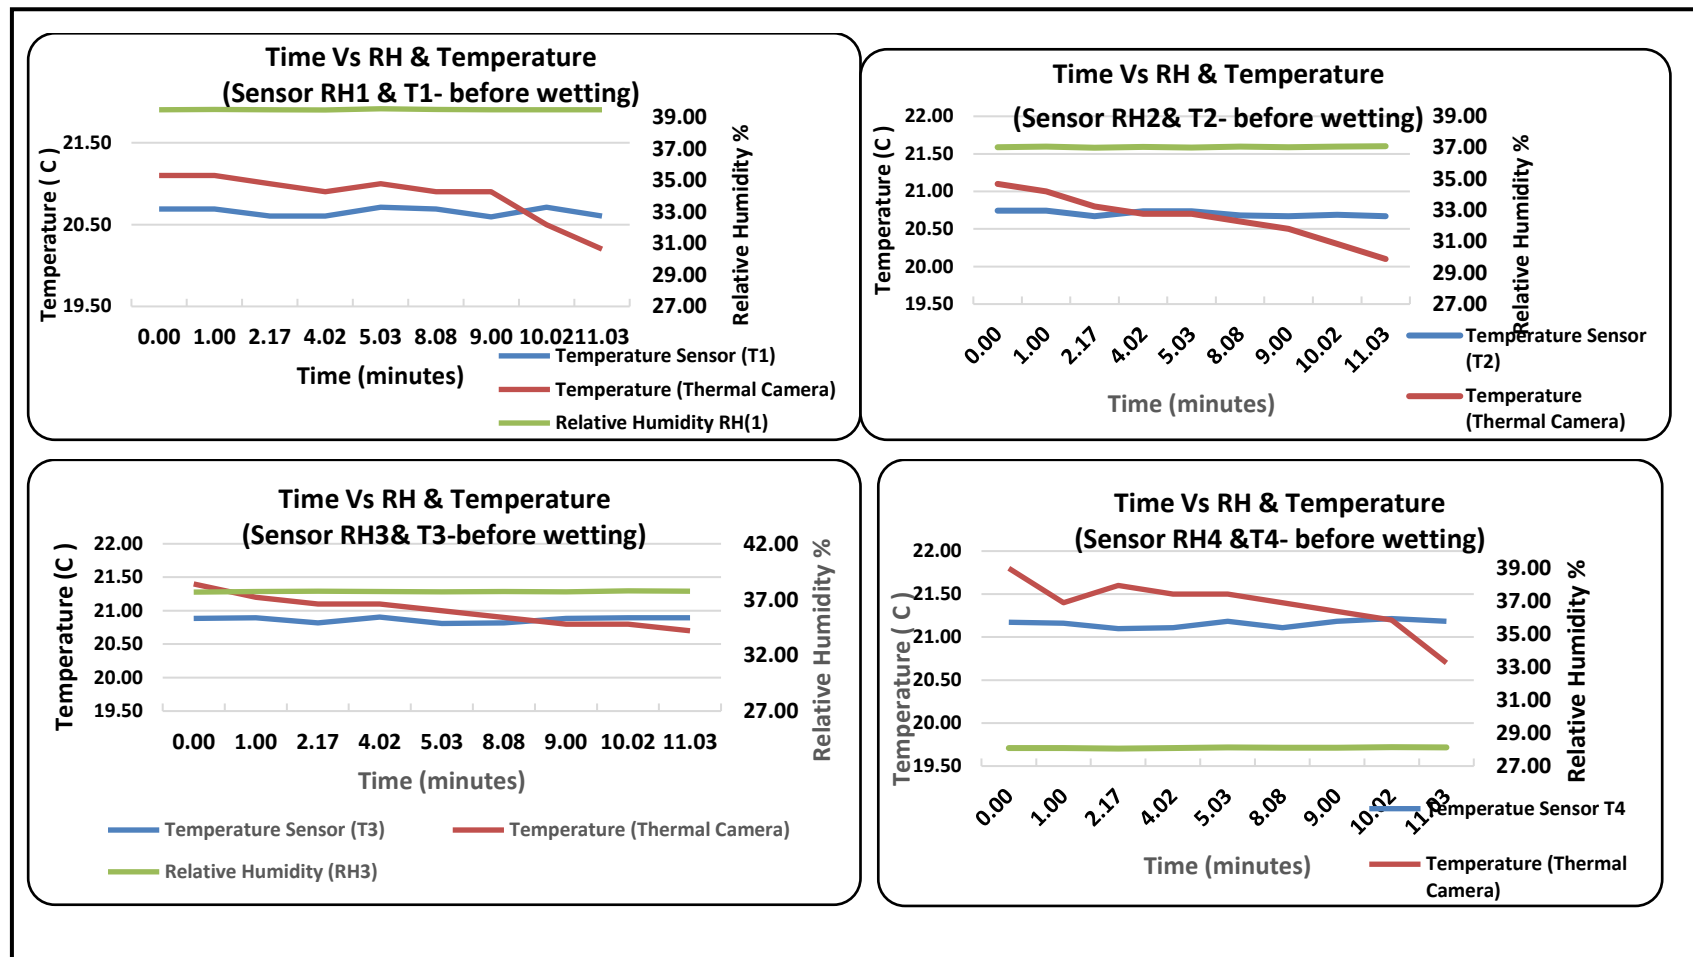 Time Vs RH & Temperature
(Sensor RH1 & T1- before wetting)
Temperature ( C )
21.50
20.50
19.50
39.00
37.00
35.00
33.00
31.00
29.00
27.00
Relative Humidity %
0.00 1.00 2.17 4.02 5.03 8.08 9.00 10.02 11.03
Time (minutes)
Temperature Sensor (T1)
Temperature (Thermal Camera)
Relative Humidity RH(1)
Time Vs RH & Temperature
(Sensor RH2& T2- before wetting)
Temperature (C )
22.00
21.50
21.00
20.50
20.00
19.50
39.00
37.00
35.00
33.00
31.00
29.00
27.00
Relative Humidity %
0.00 1.00 2.17 4.02 5.03 8.08 9.00 10.02 11.03
Time (minutes)
Temperature Sensor
(T2)
Temperature
(Thermal Camera)
Time Vs RH & Temperature
(Sensor RH3& T3-before wetting)
Temperature (C )
22.00
21.50
21.00
20.50
20.00
19.50
42.00
37.00
32.00
27.00
Relative Humidity %
0.00 1.00 2.17 4.02 5.03 8.08 9.00 10.02 11.03
Time (minutes)
Temperature Sensor (T3)
Temperature (Thermal Camera)
Relative Humidity (RH3)
Time Vs RH & Temperature
(Sensor RH4 &T4- before wetting)
Temperature ( C )
22.00
21.50
21.00
20.50
20.00
19.50
39.00
37.00
35.00
33.00
31.00
29.00
27.00
Relative Humidity %
0.00 1.00 2.17 4.02 5.03 8.08 9.00 10.02 11.03
Time (minutes)
Temperatue Sensor T4
Temperature (Thermal
Camera)